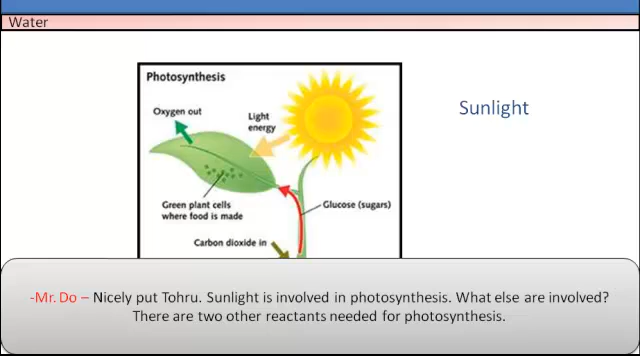 Water
Photosynthesis
Sunlight
Oxygen out
Light
energy
Green plant cells
where food is made
Glucose (sugars)
Carbon dioxide in
-Mr. Do – Nicely put Tohru. Sunlight is involved in photosynthesis. What else are involved?
There are two other reactants needed for photosynthesis.